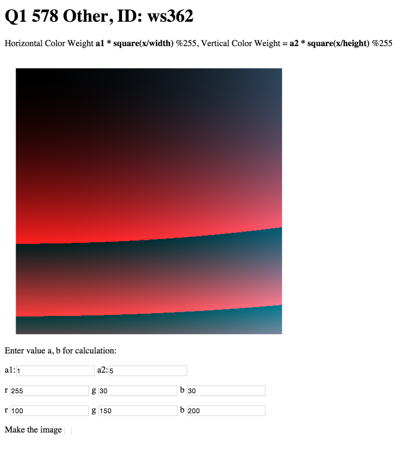 Q1 578 Other, ID: ws362
Horizontal Color Weight a1 * square(x/width) %255, Vertical Color Weight = a2 * square(x/height) %255
Enter value a, b for calculation:
a1: 1 a2: 5
r 255 g 30 b 30
r 100 g 150 b 200
Make the image